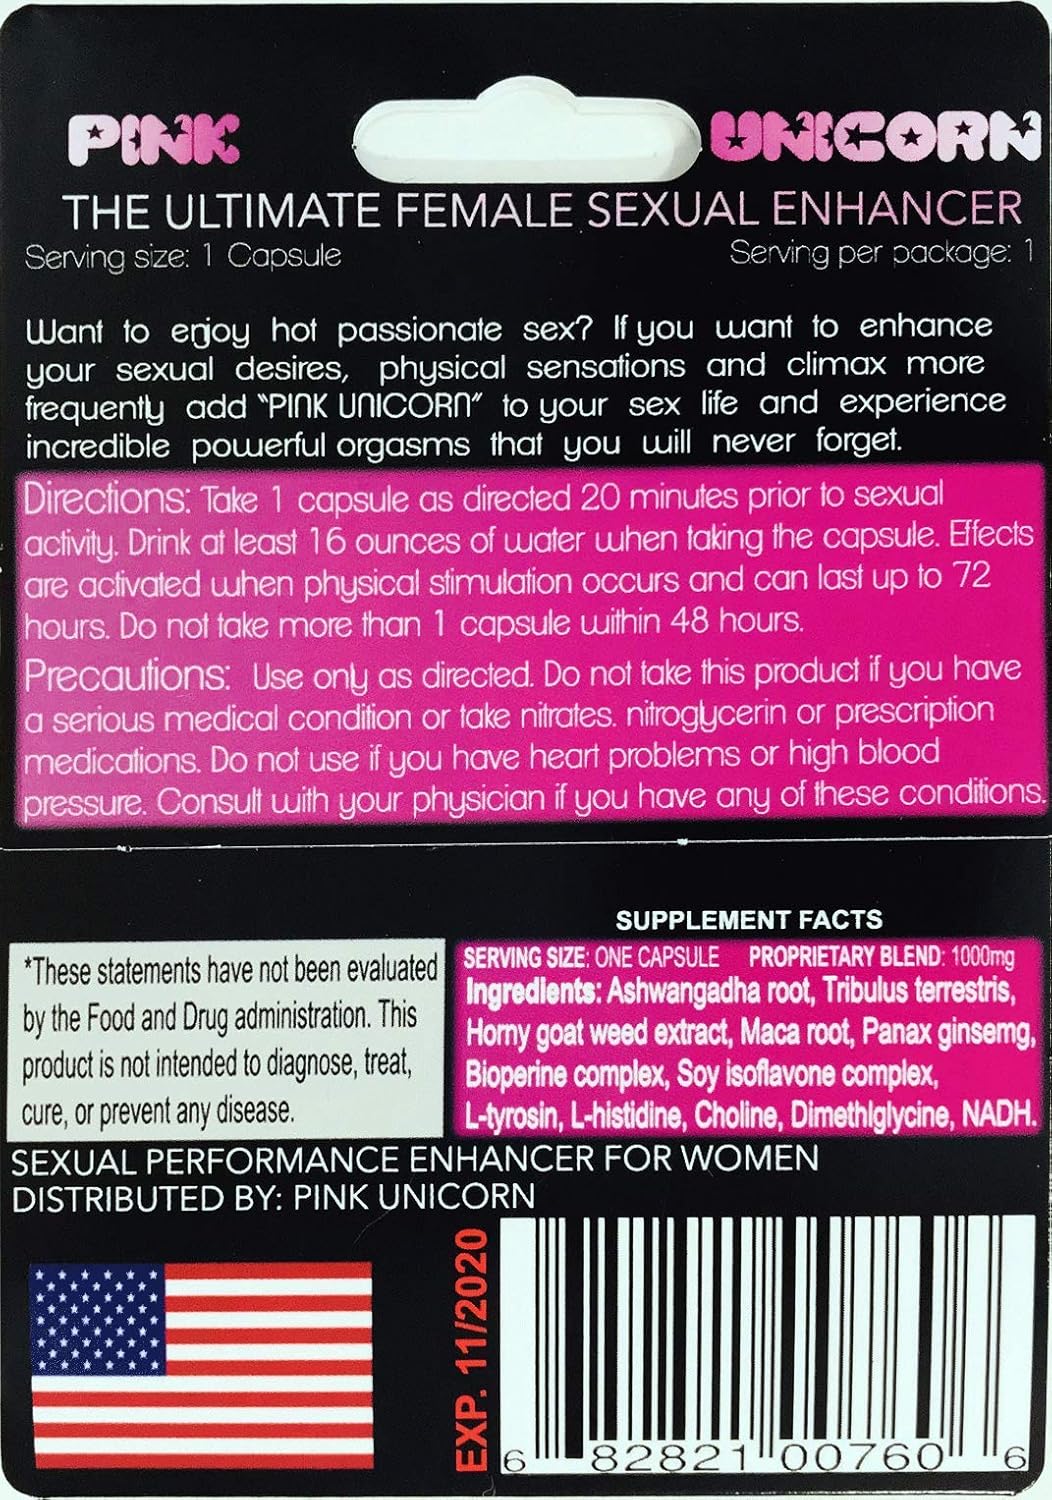 PINK UNICORN
THE ULTIMATE FEMALE SEXUAL ENHANCER
Serving size: 1 Capsule Serving per package: 1
Want to enjoy hot passionate sex? If you want to enhance
your sexual desires, physical sensations and climax more
frequently add "PINK UNICORN" to your sex life and experience
incredible powerful orgasms that you will never forget.
Directions: Take 1 capsule as directed 20 minutes prior to sexual
activity. Drink at least 16 ounces of water when taking the capsule. Effects
are activated when physical stimulation occurs and can last up to 72
hours. Do not take more than 1 capsule within 48 hours.
Precautions: Use only as directed. Do not take this product if you have
a serious medical condition or take nitrates. nitroglycerin or prescription
medications. Do not use if you have heart problems or high blood
pressure. Consult with your physician if you have any of these conditions.
*These statements have not been evaluated
by the Food and Drug administration. This
product is not intended to diagnose, treat,
cure, or prevent any disease.
SUPPLEMENT FACTS
SERVING SIZE: ONE CAPSULE PROPRIETARY BLEND: 1000mg
Ingredients: Ashwangadha root, Tribulus terrestris,
Horny goat weed extract, Maca root, Panax ginsemg,
Bioperine complex, Soy isoflavone complex,
L-tyrosin, L-histidine, Choline, Dimethlglycine, NADH.
SEXUAL PERFORMANCE ENHANCER FOR WOMEN
DISTRIBUTED BY: PINK UNICORN
EXP. 11/2020
6 82821 00760 6